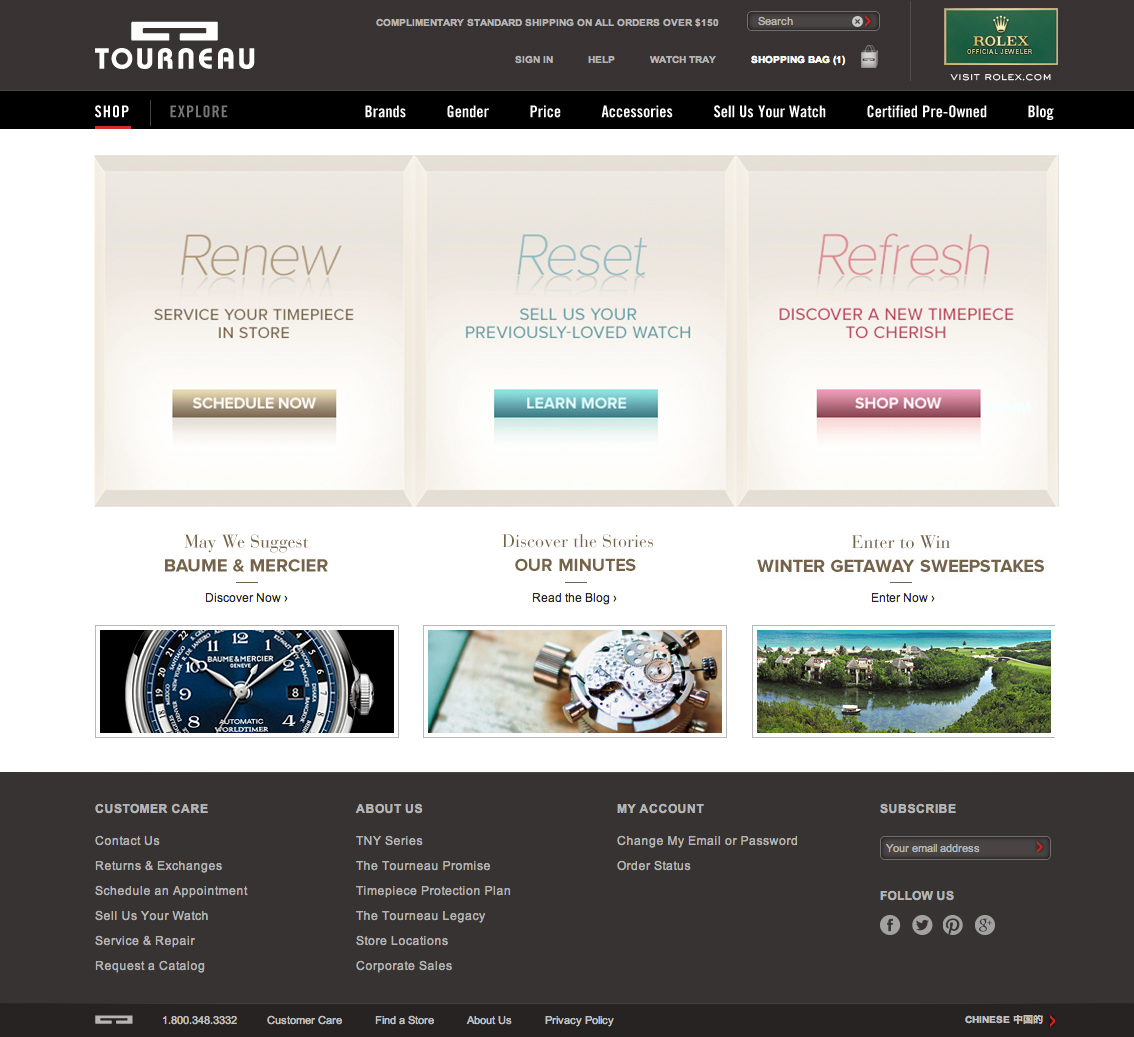 TOURNEAU
COMPLIMENTARY STANDARD SHIPPING ON ALL ORDERS OVER $150
Search
SIGN IN
HELP
WATCH TRAY
SHOPPING BAG (1)
ROLEX
OFFICIAL JEWELER
VISIT ROLEX.COM
SHOP
EXPLORE
Brands
Gender
Price
Accessories
Sell Us Your Watch
Certified Pre-Owned
Blog
Renew
SERVICE YOUR TIMEPIECE
IN STORE
SCHEDULE NOW
Reset
SELL US YOUR
PREVIOUSLY-LOVED WATCH
LEARN MORE
Refresh
DISCOVER A NEW TIMEPIECE
TO CHERISH
SHOP NOW
May We Suggest
BAUME & MERCIER
Discover Now ›
Discover the Stories
OUR MINUTES
Read the Blog ›
Enter to Win
WINTER GETAWAY SWEEPSTAKES
Enter Now ›
12
10
9
8
4
8
BAUME & MERCIER
GENEVE
AUTOMATIC
WORLDTIMER
CUSTOMER CARE
Contact Us
Returns & Exchanges
Schedule an Appointment
Sell Us Your Watch
Service & Repair
Request a Catalog
ABOUT US
TNY Series
The Tourneau Promise
Timepiece Protection Plan
The Tourneau Legacy
Store Locations
Corporate Sales
MY ACCOUNT
Change My Email or Password
Order Status
SUBSCRIBE
Your email address
FOLLOW US
1.800.348.3332
Customer Care
Find a Store
About Us
Privacy Policy
CHINESE 中国的